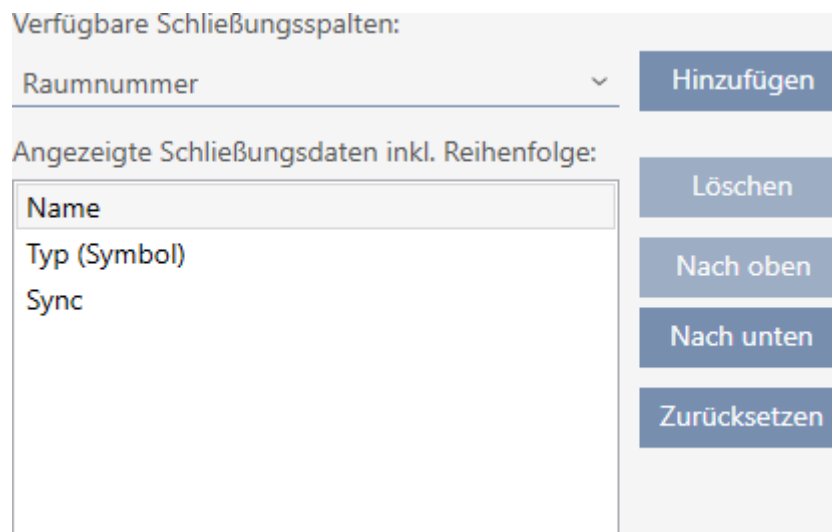 Verfügbare Schließungsspalten:
Raumnummer
Hinzufügen
Angezeigte Schließungsdaten inkl. Reihenfolge:
Löschen
Name
Typ (Symbol)
Nach oben
Sync
Nach unten
Zurücksetzen